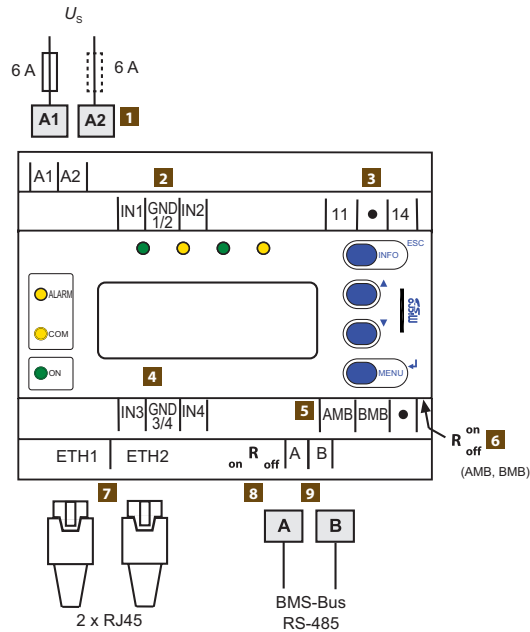 Us
6 A 6 A
A1 A2 1
A1 A2 2 3
IN1 GND 1/2 IN2 11 ● 14
ESC
INFO
ALARM
COM
ON
MENU
4
IN3 GND 3/4 IN4 5 AMB BMB ●
R on off 6
(AMB, BMB)
ETH1 ETH2 on R off A B
7 8 9
A B
2 x RJ45
BMS-Bus
RS-485